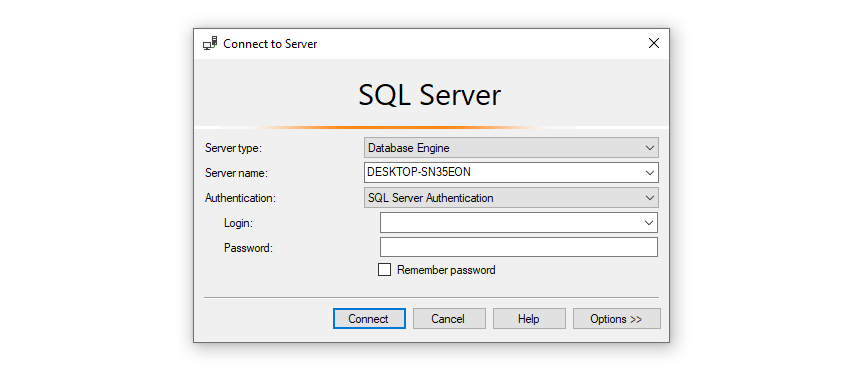 Connect to Server
SQL Server
Server type: Database Engine
Server name: DESKTOP-SN35EON
Authentication: SQL Server Authentication
Login:
Password:
Remember password
Connect Cancel Help Options >>